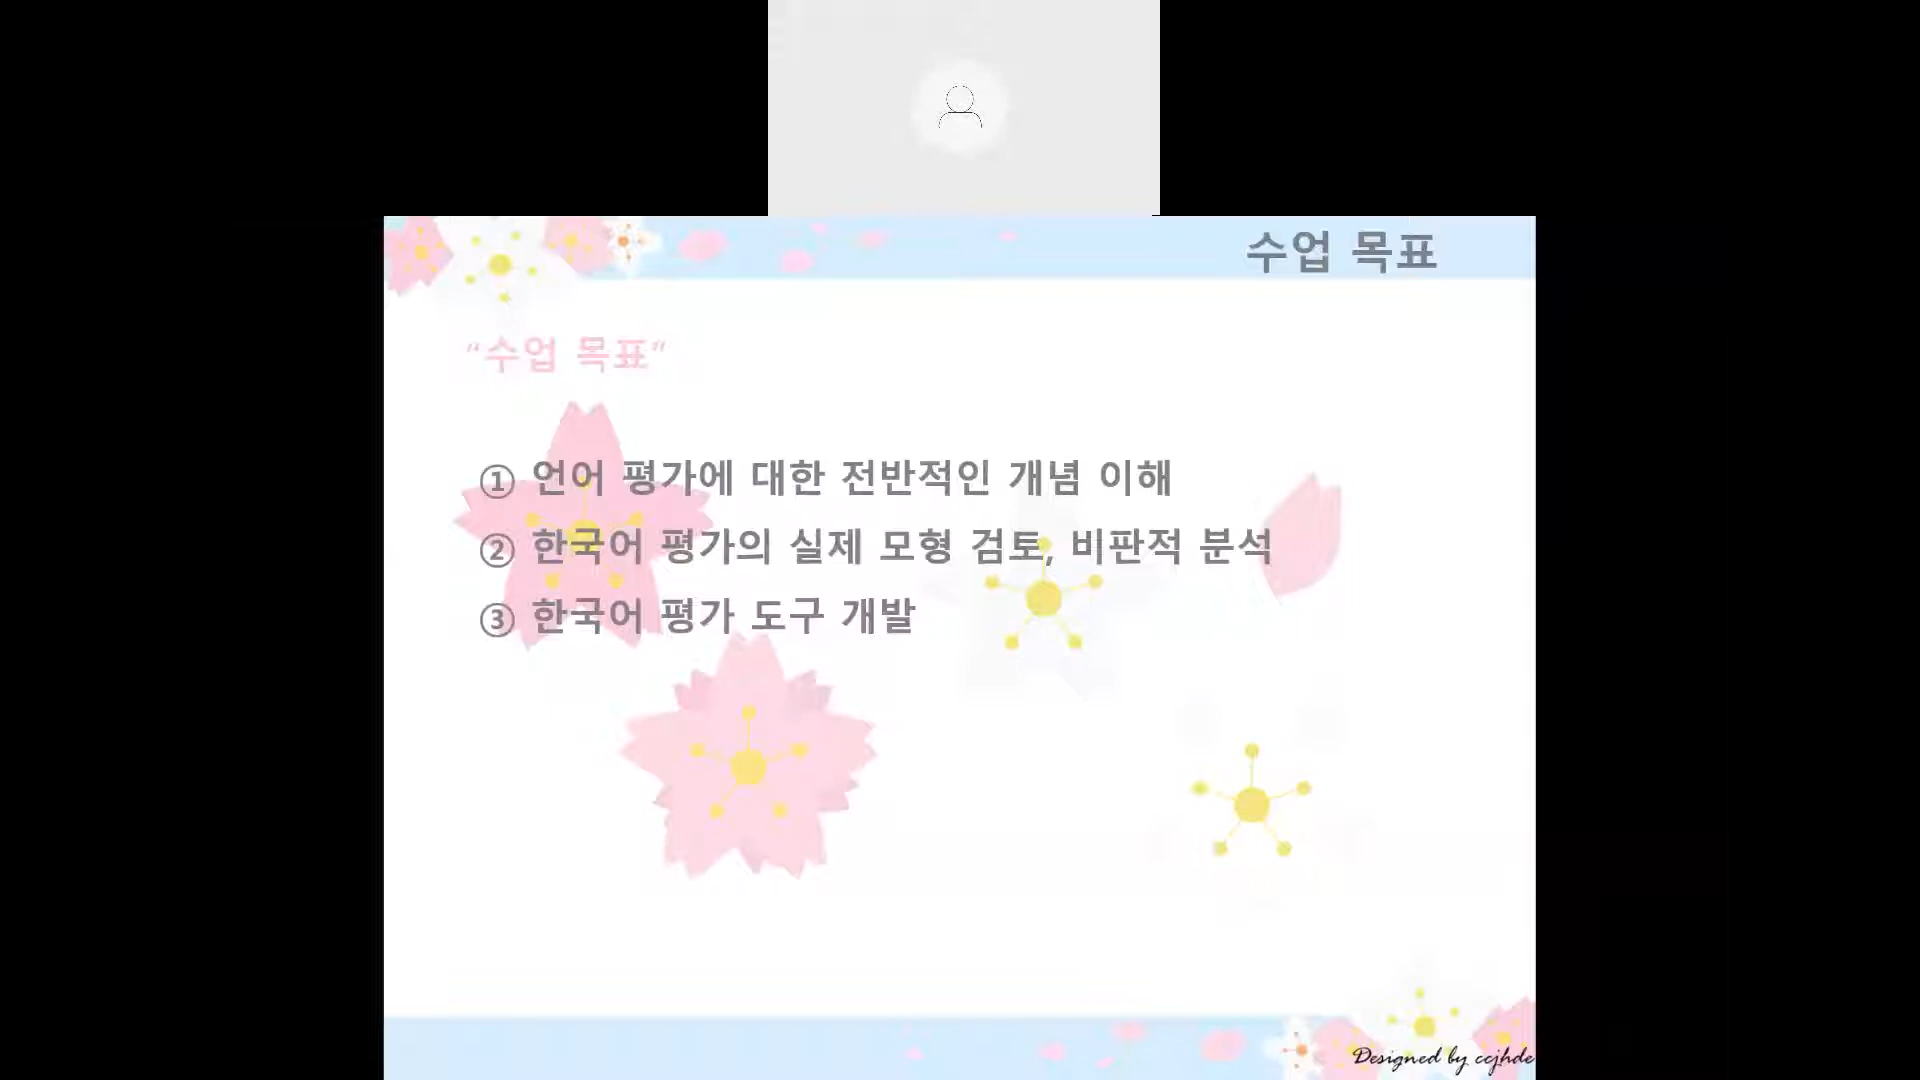 수업 목표
“수업 목표”
① 언어 평가에 대한 전반적인 개념 이해
② 한국어 평가의 실제 모형 검토, 비판적 분석
③ 한국어 평가 도구 개발
Designed by ccjhde